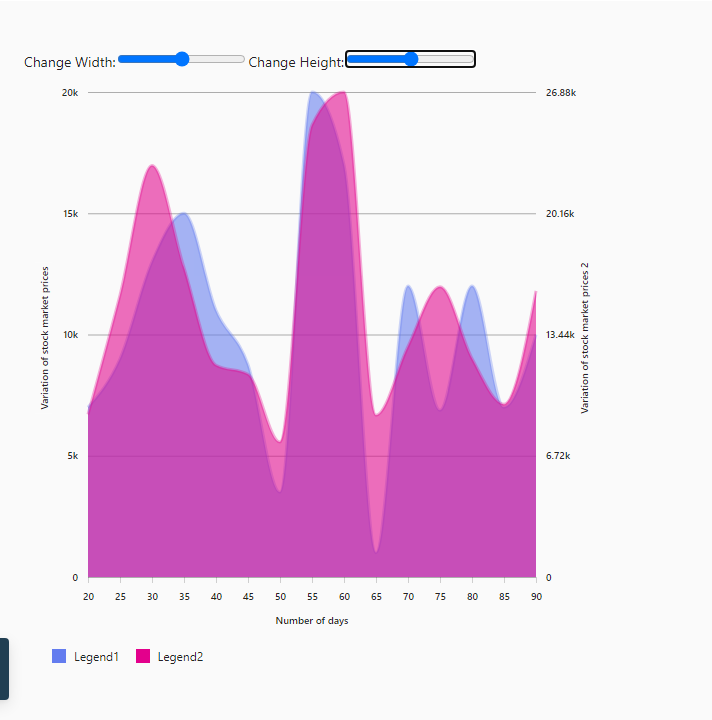 Change Width: Change Height:
20k 26.88k
15k 20.16k
Variation of stock market prices
Variation of stock market prices 2
10k 13.44k
5k 6.72k
0 0
20 25 30 35 40 45 50 55 60 65 70 75 80 85 90
Number of days
Legend1 Legend2